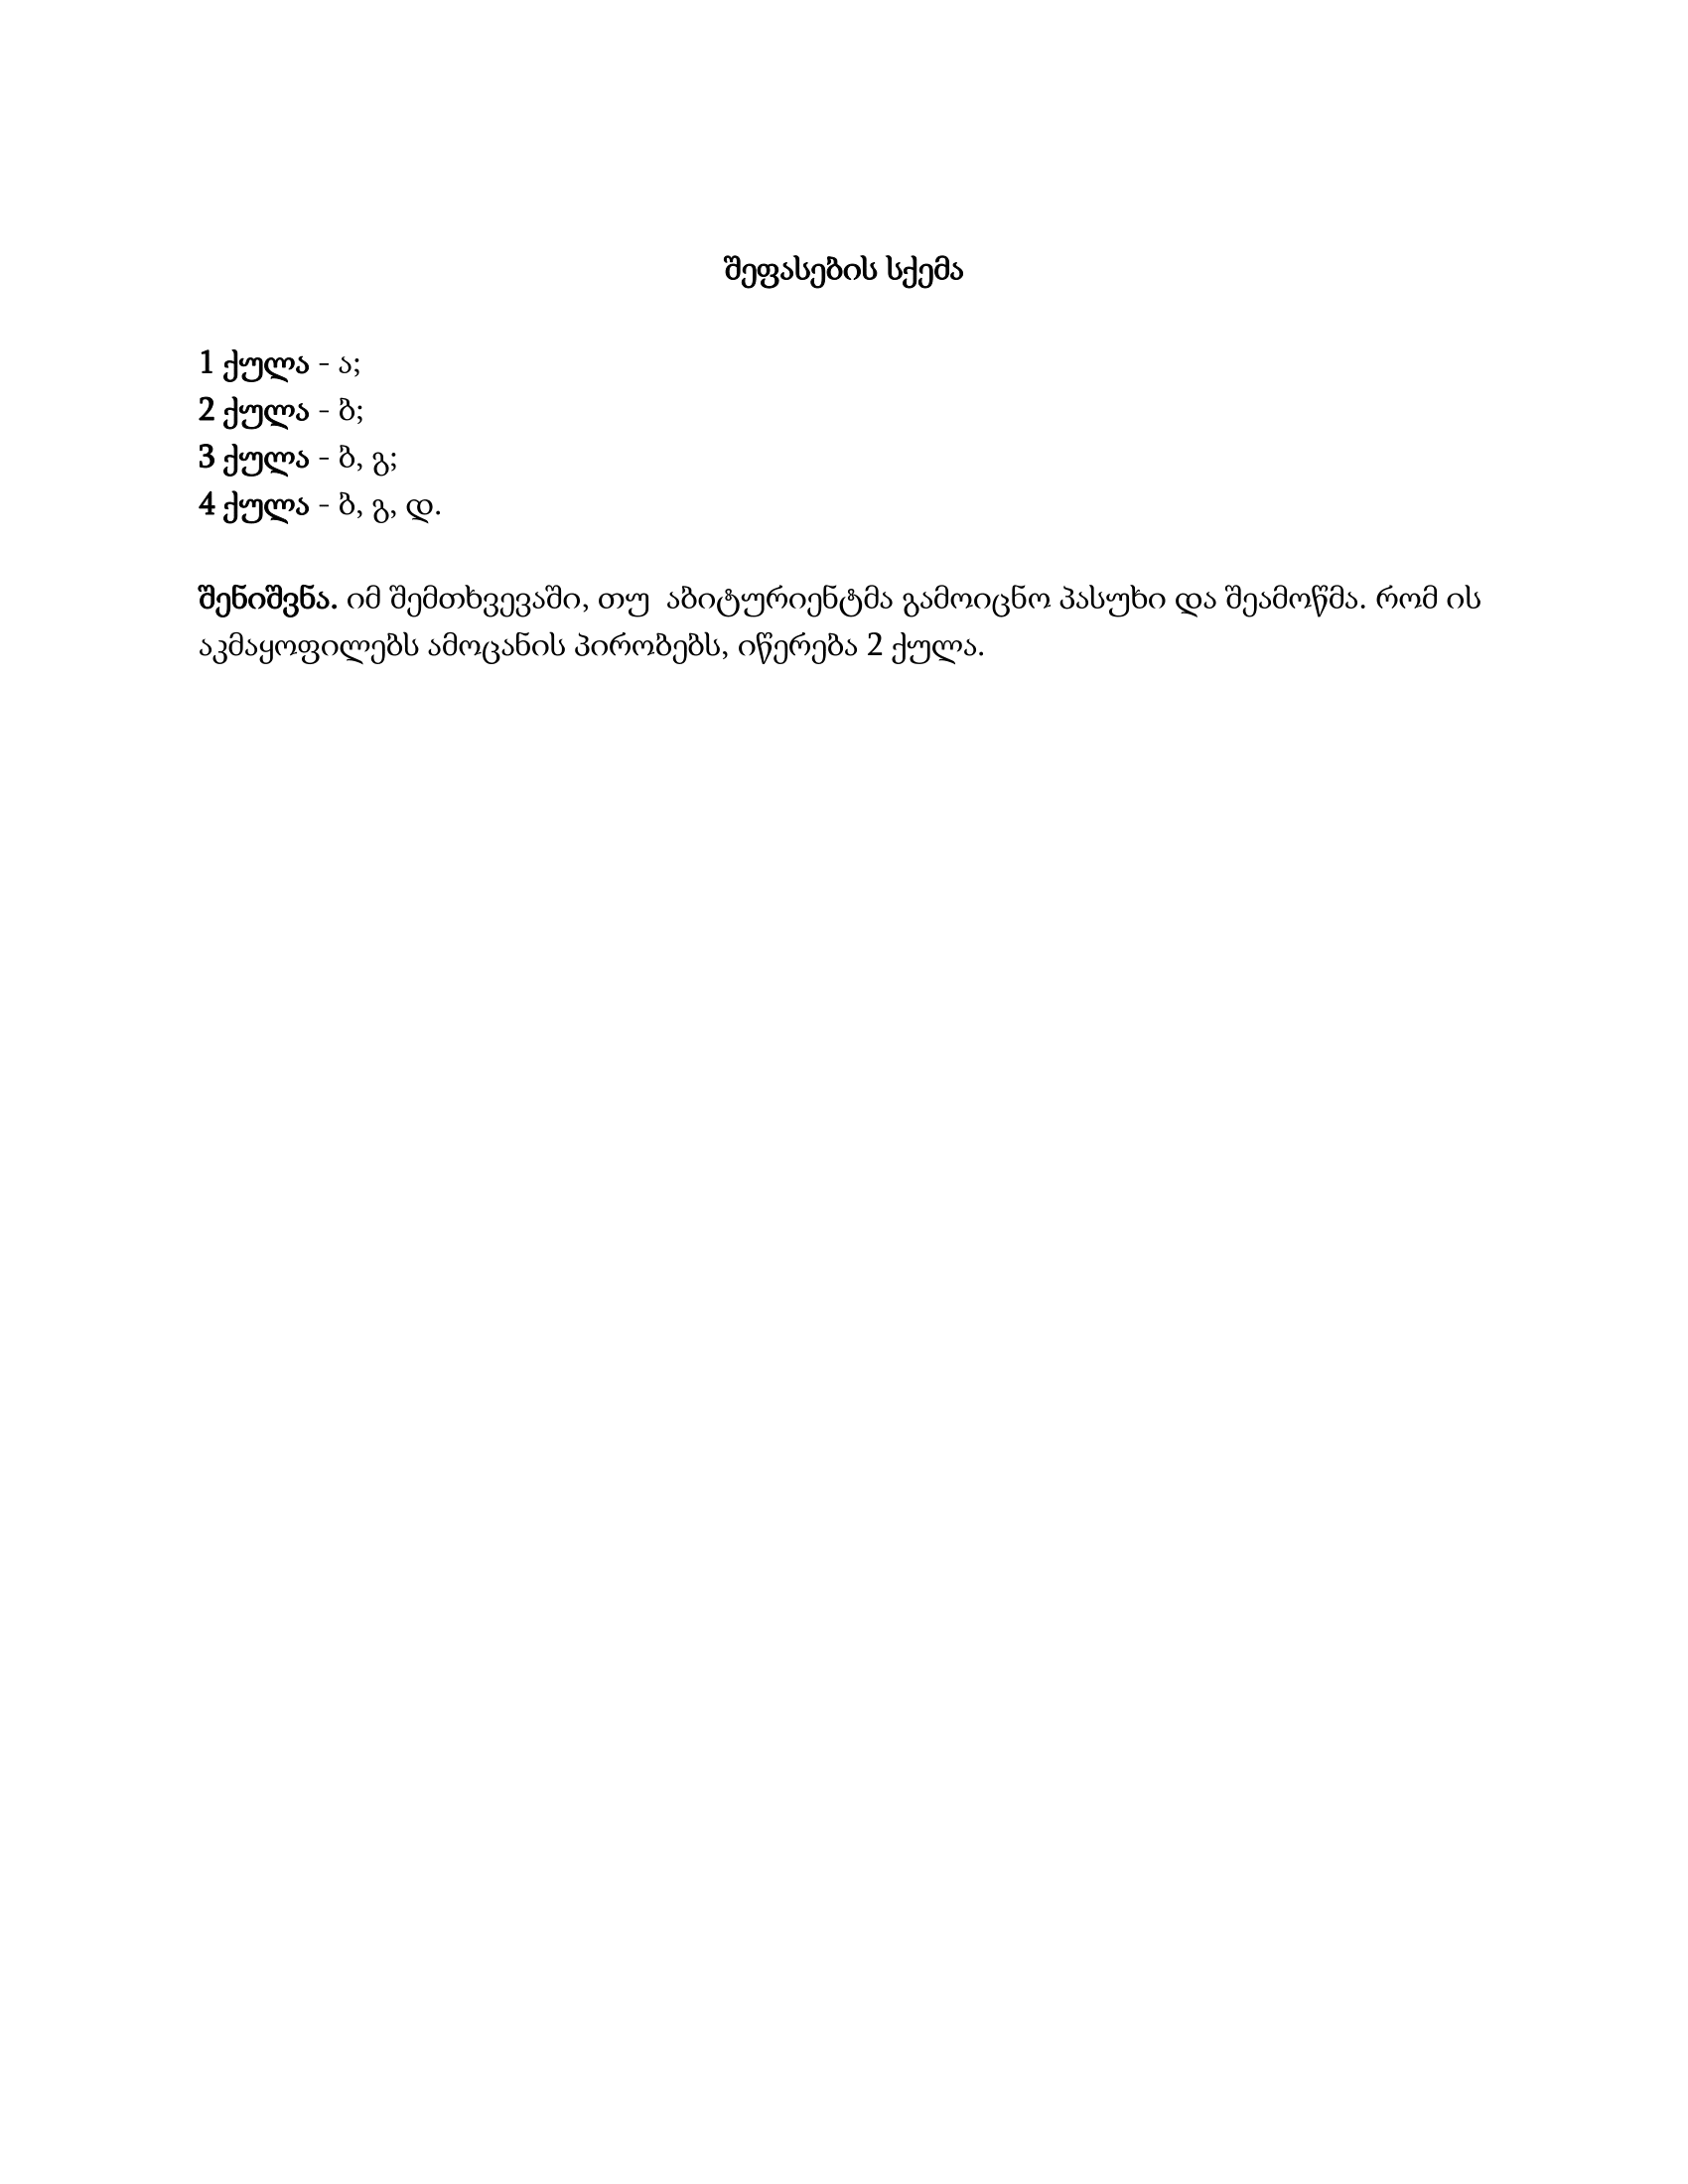 შეფასების სქემა
1 ქულა - ა;
2 ქულა - ბ;
3 ქულა - ბ, გ;
4 ქულა - ბ, გ, დ.
შენიშვნა. იმ შემთხვევაში, თუ  აბიტურიენტმა გამოიცნო პასუხი და შეამოწმა. რომ ის
აკმაყოფილებს ამოცანის პირობებს, იწერება 2 ქულა.